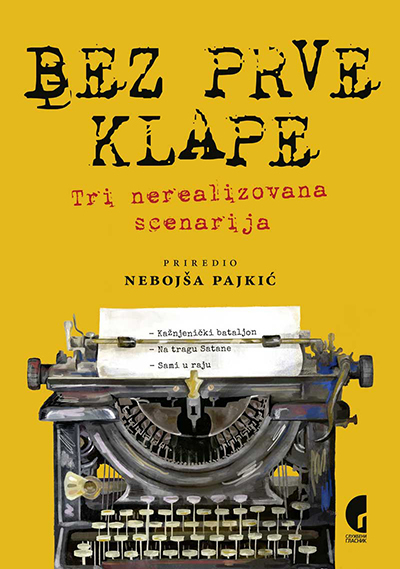 BEZ PRVE
KLAPE
Tri nerealizovana
scenarija
PRIREDIO
NEBOJŠA PAJKIĆ
– Kažnjenički bataljon
– Na tragu Satane
– Sami u raju
СЛУЖБЕНИ
ГЛАСНИК